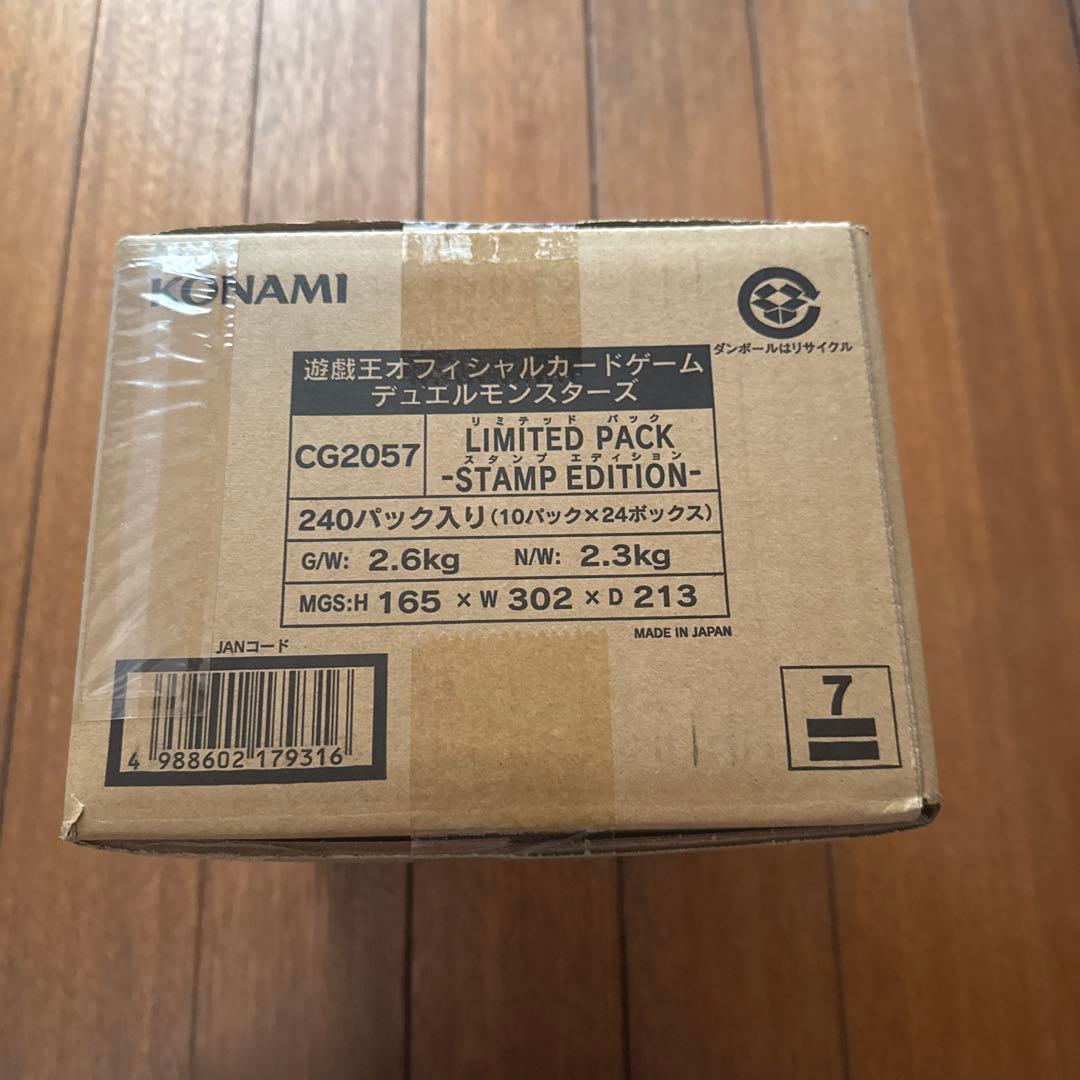 KONAMI
ダンボールはリサイクル
遊戯王オフィシャルカードゲーム
デュエルモンスターズ
CG2057
リミテッド パック
LIMITED PACK
スタンプ エディション
-STAMP EDITION-
240パック入り(10パック×24ボックス)
G/W: 2.6kg N/W: 2.3kg
MGS:H 165 × W 302 × D 213
MADE IN JAPAN
JANコード
4 988602 179316
7